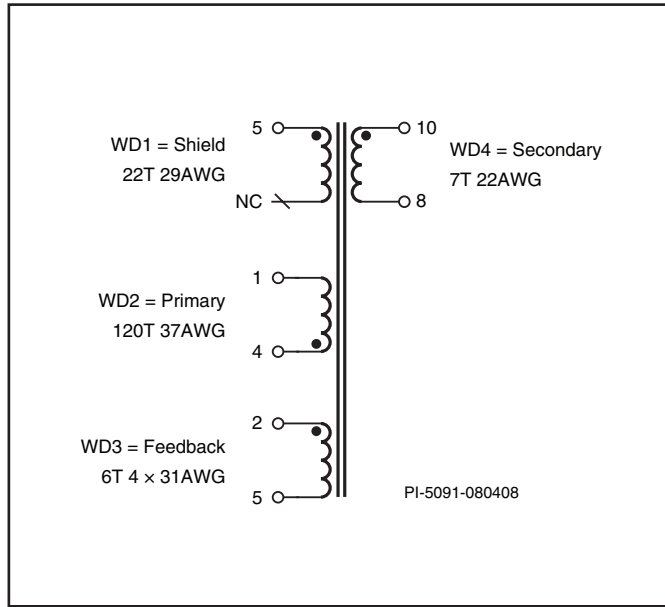 WD1 = Shield
22T 29AWG
5
NC
10
8
WD4 = Secondary
7T 22AWG
WD2 = Primary
120T 37AWG
1
4
WD3 = Feedback
6T 4 × 31AWG
2
5
PI-5091-080408